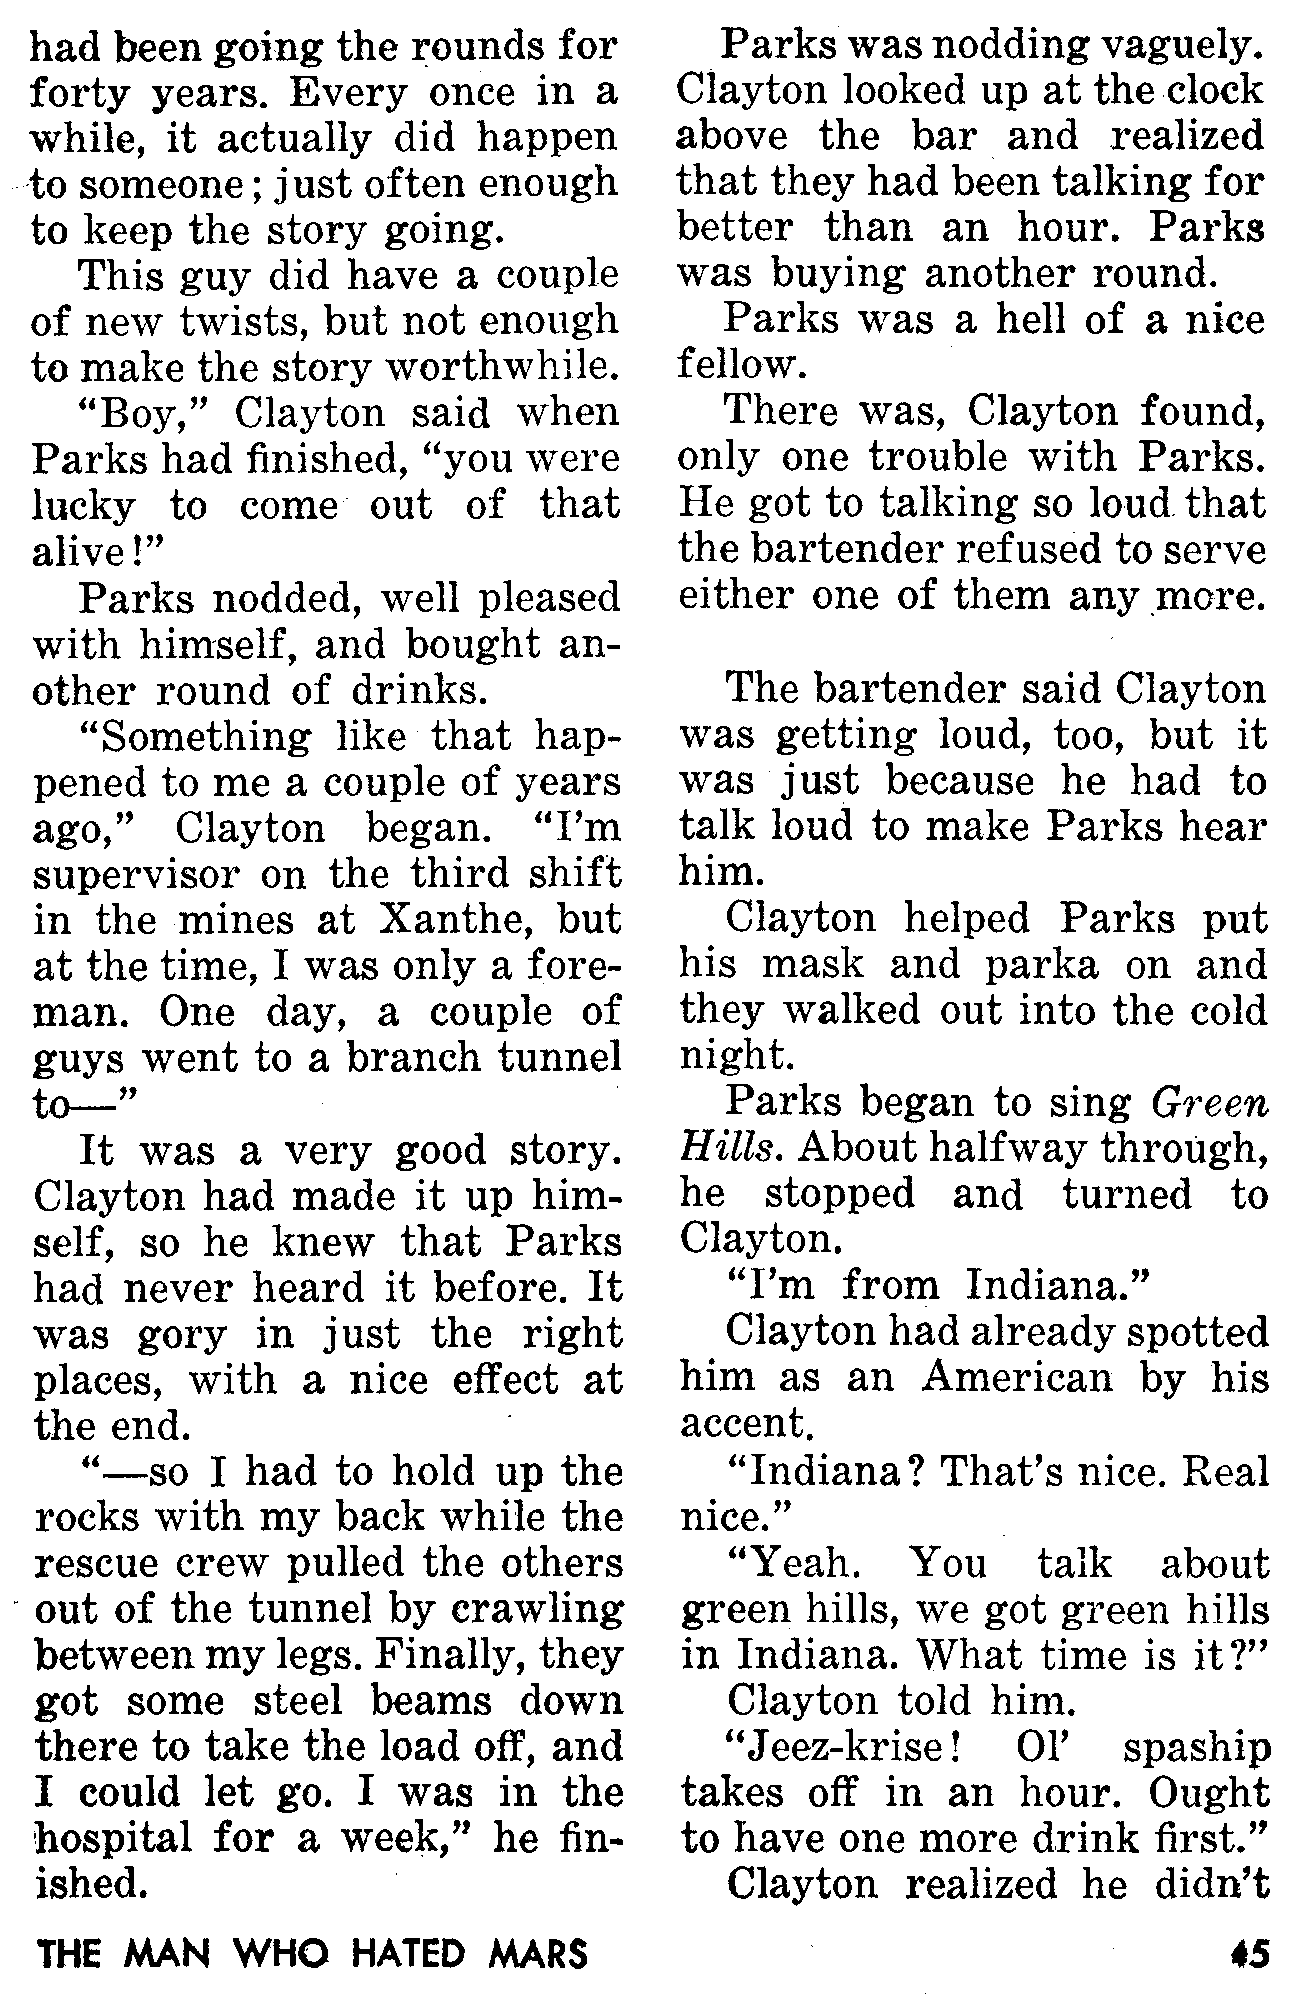 had been going the rounds for
forty years. Every once in a
while, it actually did happen
to someone; just often enough
to keep the story going.
This guy did have a couple
of new twists, but not enough
to make the story worthwhile.
“Boy,” Clayton said when
Parks had finished, “you were
lucky to come out of that
alive!”
Parks nodded, well pleased
with himself, and bought an-
other round of drinks.
“Something like that hap-
pened to me a couple of years
ago,” Clayton began. “I’m
supervisor on the third shift
in the mines at Xanthe, but
at the time, I was only a fore-
man. One day, a couple of
guys went to a branch tunnel
to—”
It was a very good story.
Clayton had made it up him-
self, so he knew that Parks
had never heard it before. It
was gory in just the right
places, with a nice effect at
the end.
“—so I had to hold up the
rocks with my back while the
rescue crew pulled the others
out of the tunnel by crawling
between my legs. Finally, they
got some steel beams down
there to take the load off, and
I could let go. I was in the
hospital for a week,” he fin-
ished.
Parks was nodding vaguely.
Clayton looked up at the clock
above the bar and realized
that they had been talking for
better than an hour. Parks
was buying another round.
Parks was a hell of a nice
fellow.
There was, Clayton found,
only one trouble with Parks.
He got to talking so loud that
the bartender refused to serve
either one of them any more.
The bartender said Clayton
was getting loud, too, but it
was just because he had to
talk loud to make Parks hear
him.
Clayton helped Parks put
his mask and parka on and
they walked out into the cold
night.
Parks began to sing Green
Hills. About halfway through,
he stopped and turned to
Clayton.
“I’m from Indiana.”
Clayton had already spotted
him as an American by his
accent.
“Indiana? That’s nice. Real
nice.”
“Yeah. You talk about
green hills, we got green hills
in Indiana. What time is it?”
Clayton told him.
“Jeez-krise! Ol’ spaship
takes off in an hour. Ought
to have one more drink first.”
Clayton realized he didn’t
THE MAN WHO HATED MARS
45